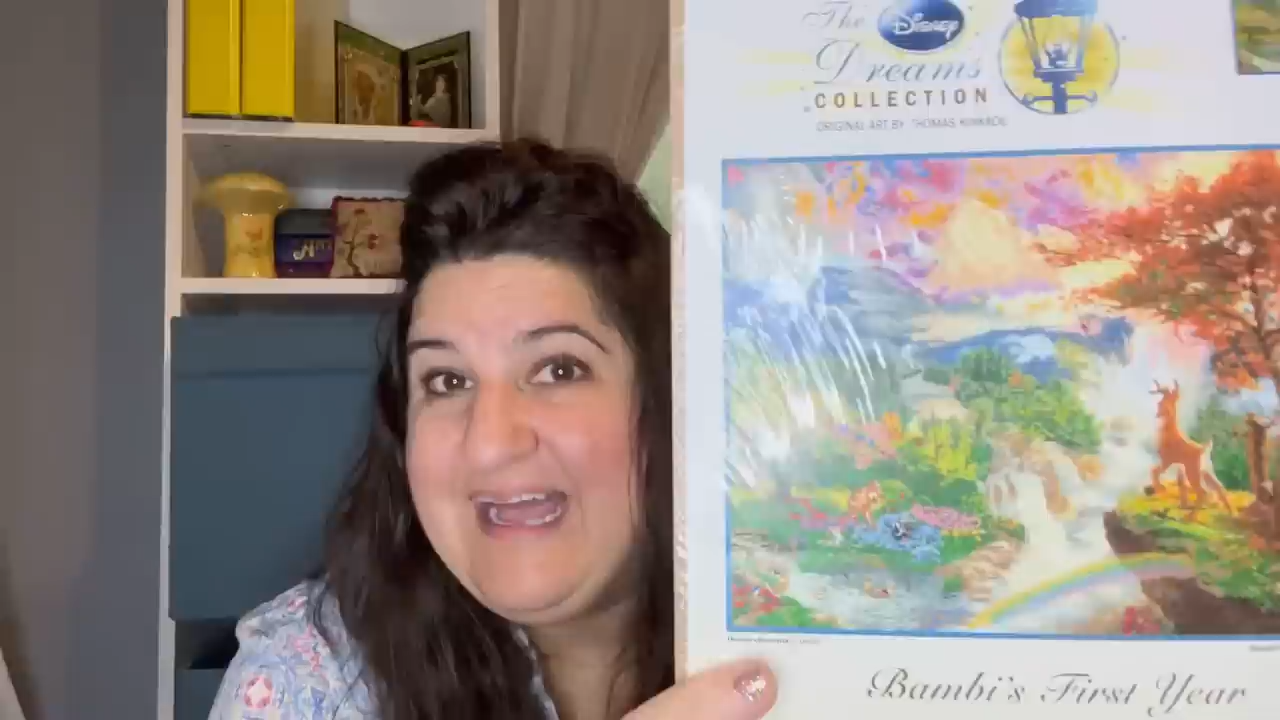 The Disney
Dreams
COLLECTION
ORIGINAL ART BY THOMAS KINKADE
Bambi's First Year